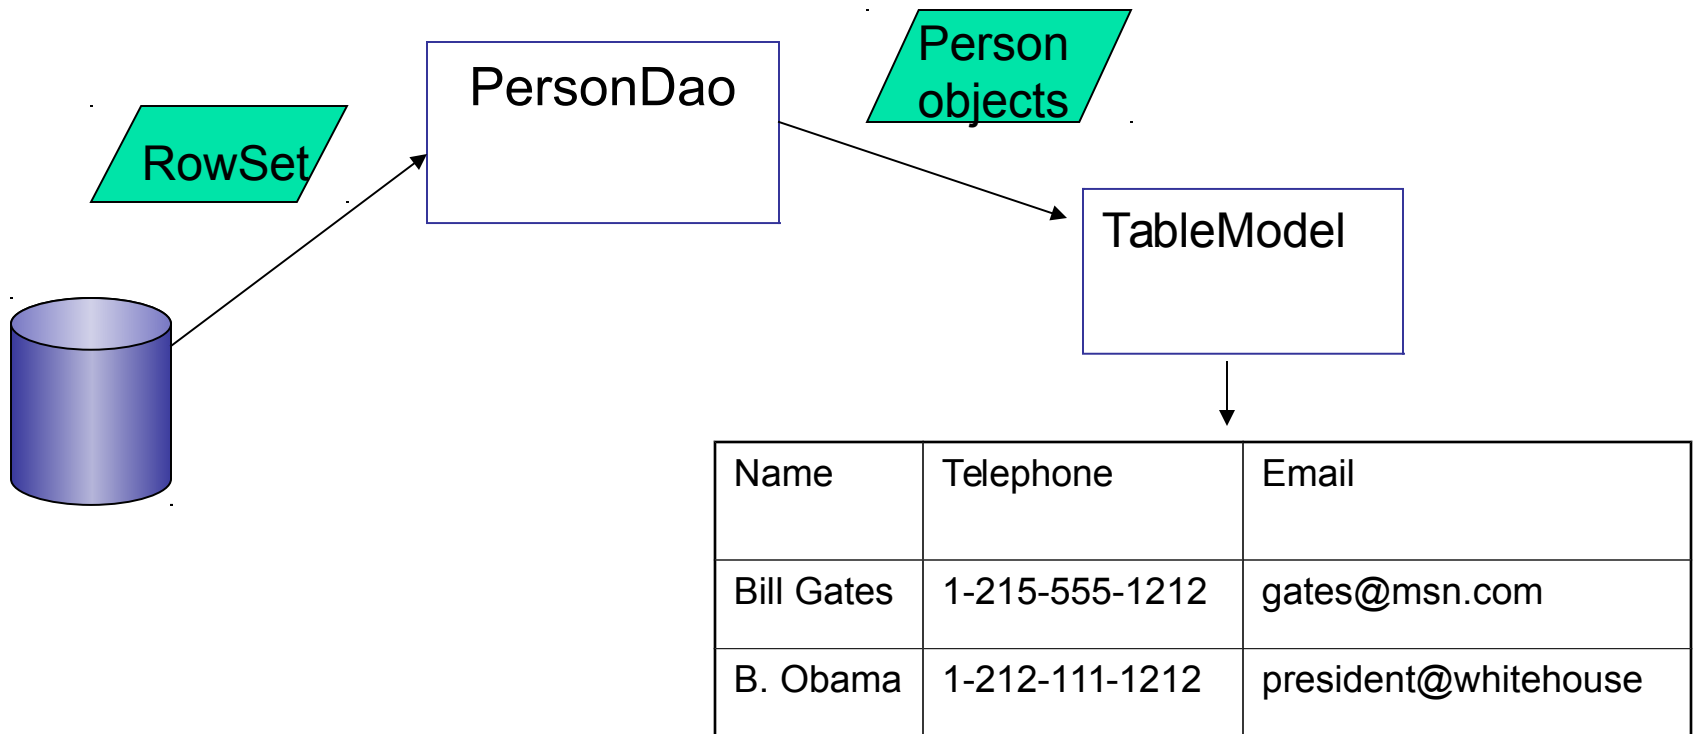 Person
objects
PersonDao
RowSet
TableModel
Name Telephone Email
Bill Gates 1-215-555-1212 gates@msn.com
B. Obama 1-212-111-1212 president@whitehouse